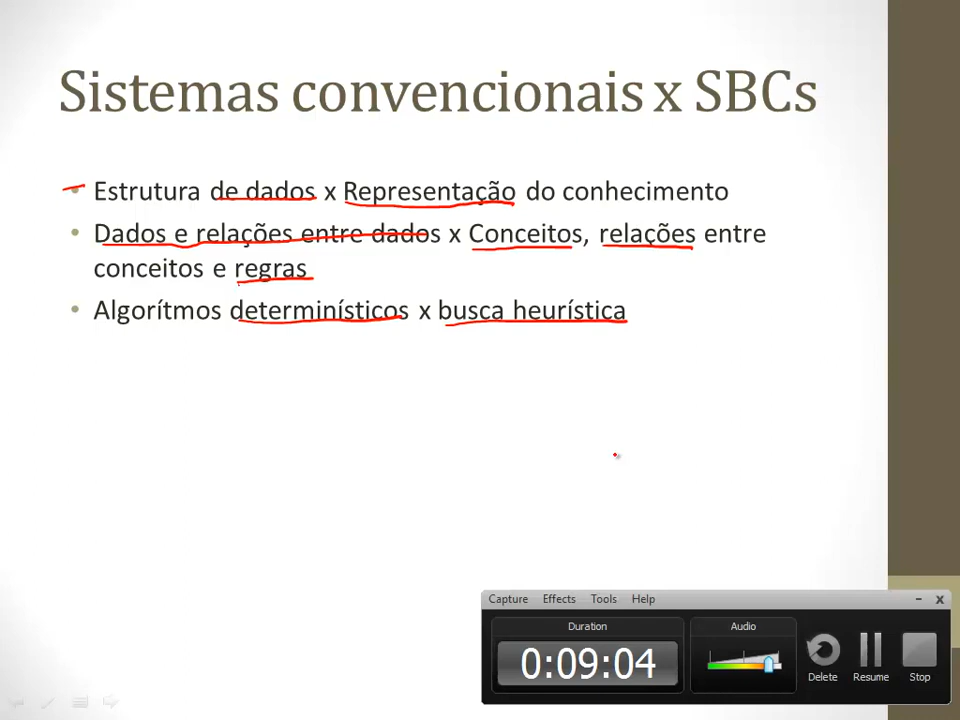 Sistemas convencionais x SBCs
Estrutura de dados x Representação do conhecimento
Dados e relações entre dados x Conceitos, relações entre
conceitos e regras
Algorítmos determinísticos x busca heurística
Capture Effects Tools Help
Duration
Audio
0:09:04
Delete Resume Stop